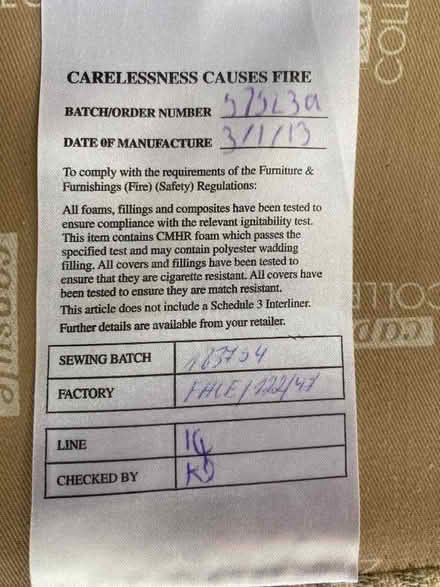 CARELESSNESS CAUSES FIRE
BATCH/ORDER NUMBER
DATE OF MANUFACTURE 3/1/13
To comply with the requirements of the Furniture &
Furnishings (Fire) (Safety) Regulations:
All foams, fillings and composites have been tested to
ensure compliance with the relevant ignitability test.
This item contains CMHR foam which passes the
specified test and may contain polyester wadding
filling. All covers and fillings have been tested to
ensure that they are cigarette resistant. All covers have
been tested to ensure they are match resistant.
This article does not include a Schedule 3 Interliner.
Further details are available from your retailer.
SEWING BATCH
FACTORY
LINE
CHECKED BY KD
COLL
capsule
COLLE